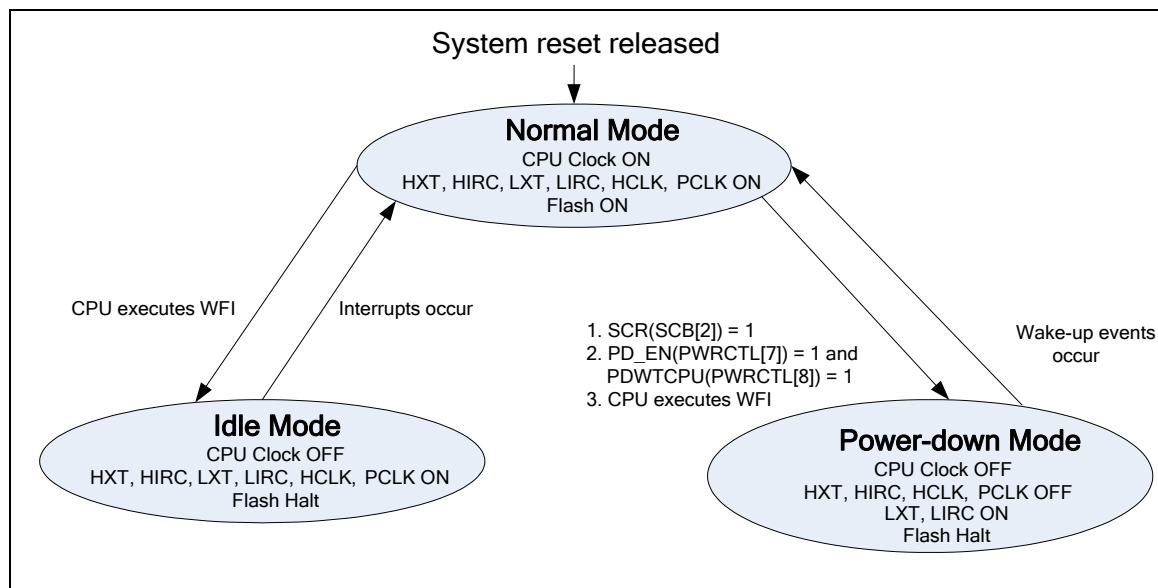 System reset released
Normal Mode
CPU Clock ON
HXT, HIRC, LXT, LIRC, HCLK, PCLK ON
Flash ON
CPU executes WFI
Interrupts occur
1. SCR(SCB[2]) = 1
2. PD_EN(PWRCTL[7]) = 1 and
PDWTCPU(PWRCTL[8]) = 1
3. CPU executes WFI
Wake-up events
occur
Idle Mode
CPU Clock OFF
HXT, HIRC, LXT, LIRC, HCLK, PCLK ON
Flash Halt
Power-down Mode
CPU Clock OFF
HXT, HIRC, HCLK, PCLK OFF
LXT, LIRC ON
Flash Halt